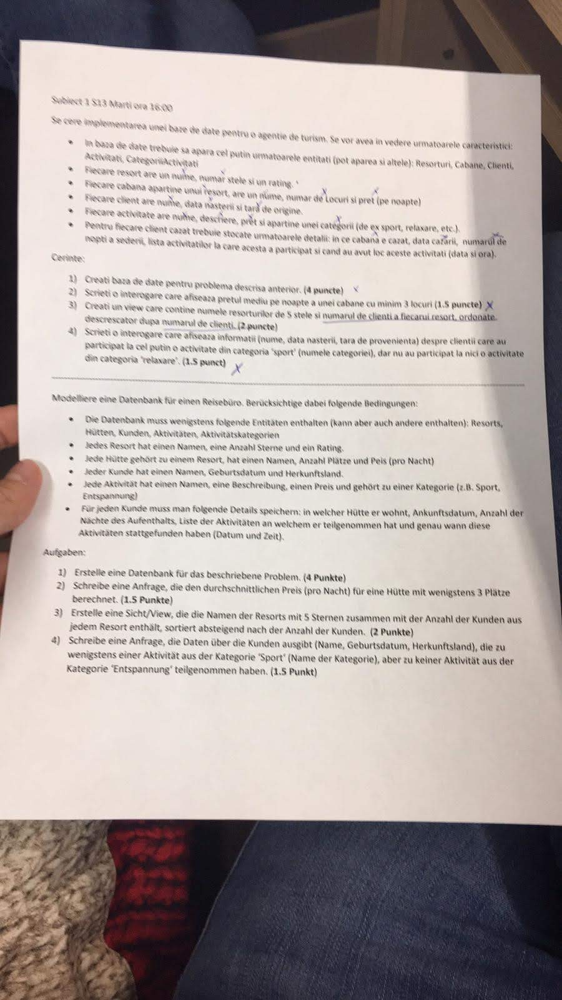 Subiect 1 S13 Marti ora 16:00
Se cere implementarea unei baze de date pentru o agentie de turism. Se vor avea in vedere urmatoarele caracteristici:
• In baza de date trebuie sa apara cel putin urmatoarele entitati (pot aparea si altele): Resorturi, Cabane, Clienti,
Activitati, CategoriiActivitati
• Fiecare resort are un nume, numar stele si un rating.
• Fiecare cabana apartine unui resort, are un nume, numar de Locuri si pret (pe noapte)
• Fiecare client are nume, data nasterii si tara de origine.
• Fiecare activitate are nume, descriere, pret si apartine unei categorii (de ex sport, relaxare, etc.).
• Pentru fiecare client cazat trebuie stocate urmatoarele detalii: in ce cabana e cazat, data cazarii, numarul de
nopti a sederii, lista activitatilor la care acesta a participat si cand au avut loc aceste activitati (data si ora).
Cerinte:
1) Creati baza de date pentru problema descrisa anterior. (4 puncte) x
2) Scrieti o interogare care afiseaza pretul mediu pe noapte a unei cabane cu minim 3 locuri (1.5 puncte) X
3) Creati un view care contine numele resorturilor de 5 stele si numarul de clienti a fiecarui resort, ordonate
descrescator dupa numarul de clienti. (2 puncte)
4) Scrieti o interogare care afiseaza informatii (nume, data nasterii, tara de provenienta) despre clientii care au
participat la cel putin o activitate din categoria 'sport' (numele categoriei), dar nu au participat la nici o activitate
din categoria 'relaxare'. (1.5 punct) X
Modelliere eine Datenbank für einen Reisebüro. Berücksichtige dabei folgende Bedingungen:
• Die Datenbank muss wenigstens folgende Entitäten enthalten (kann aber auch andere enthalten): Resorts,
Hütten, Kunden, Aktivitäten, Aktivitätskategorien
• Jedes Resort hat einen Namen, eine Anzahl Sterne und ein Rating.
• Jede Hütte gehört zu einem Resort, hat einen Namen, Anzahl Plätze und Peis (pro Nacht)
• Jeder Kunde hat einen Namen, Geburtsdatum und Herkunftsland.
• Jede Aktivität hat einen Namen, eine Beschreibung, einen Preis und gehört zu einer Kategorie (z.B. Sport,
Entspannung)
• Für jeden Kunde muss man folgende Details speichern: in welcher Hütte er wohnt, Ankunftsdatum, Anzahl der
Nächte des Aufenthalts, Liste der Aktivitäten an welchem er teilgenommen hat und genau wann diese
Aktivitäten stattgefunden haben (Datum und Zeit).
Aufgaben:
1) Erstelle eine Datenbank für das beschriebene Problem. (4 Punkte)
2) Schreibe eine Anfrage, die den durchschnittlichen Preis (pro Nacht) für eine Hütte mit wenigstens 3 Plätze
berechnet. (1.5 Punkte)
3) Erstelle eine Sicht/View, die die Namen der Resorts mit 5 Sternen zusammen mit der Anzahl der Kunden aus
jedem Resort enthält, sortiert absteigend nach der Anzahl der Kunden. (2 Punkte)
4) Schreibe eine Anfrage, die Daten über die Kunden ausgibt (Name, Geburtsdatum, Herkunftsland), die zu
wenigstens einer Aktivität aus der Kategorie 'Sport' (Name der Kategorie), aber zu keiner Aktivität aus der
Kategorie 'Entspannung' teilgenommen haben. (1.5 Punkt)